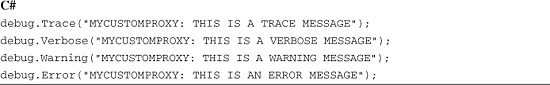 C#
debug.Trace("MYCUSTOMPROXY: THIS IS A TRACE MESSAGE");
debug.Verbose("MYCUSTOMPROXY: THIS IS A VERBOSE MESSAGE");
debug.Warning("MYCUSTOMPROXY: THIS IS A WARNING MESSAGE");
debug.Error("MYCUSTOMPROXY: THIS IS AN ERROR MESSAGE");